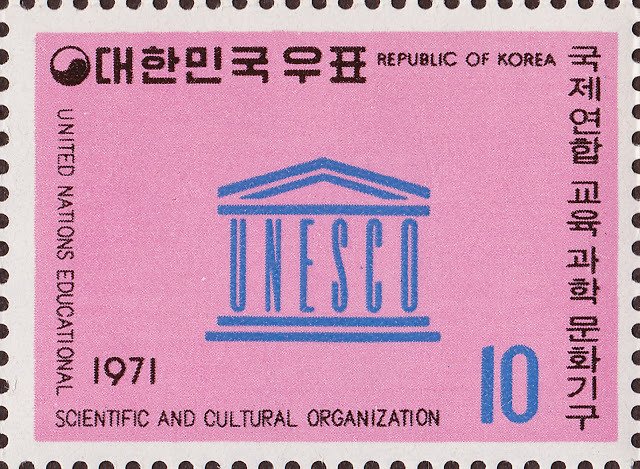 대한민국우표 REPUBLIC OF KOREA
국제연합 교육 과학 문화기구
UNITED NATIONS EDUCATIONAL
UNESCO
1971
10
SCIENTIFIC AND CULTURAL ORGANIZATION